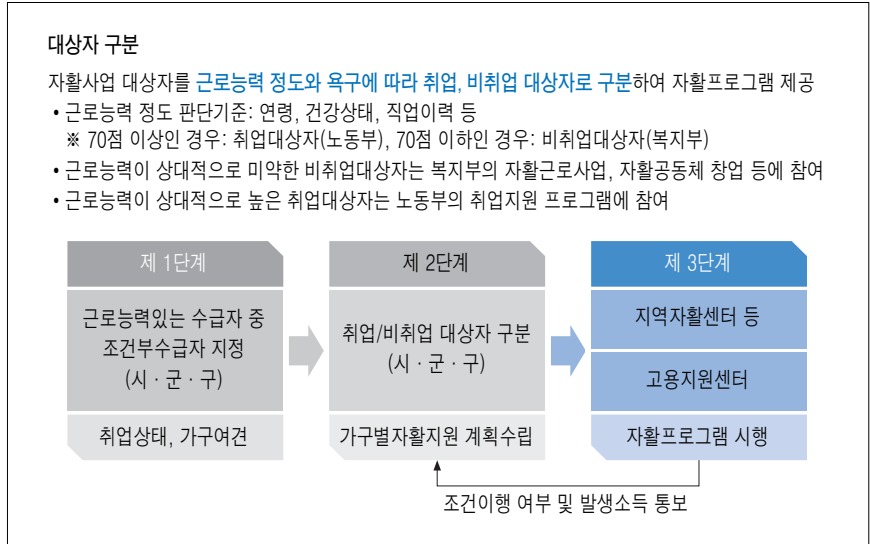 대상자 구분
자활사업 대상자를 근로능력 정도와 욕구에 따라 취업, 비취업 대상자로 구분하여 자활프로그램 제공
• 근로능력 정도 판단기준: 연령, 건강상태, 직업이력 등
※ 70점 이상인 경우: 취업대상자(노동부), 70점 이하인 경우: 비취업대상자(복지부)
• 근로능력이 상대적으로 미약한 비취업대상자는 복지부의 자활근로사업, 자활공동체 창업 등에 참여
• 근로능력이 상대적으로 높은 취업대상자는 노동부의 취업지원 프로그램에 참여
제 1단계
근로능력있는 수급자 중
조건부수급자 지정
(시 · 군 · 구)
취업상태, 가구여견
제 2단계
취업/비취업 대상자 구분
(시 · 군 · 구)
가구별자활지원 계획수립
제 3단계
지역자활센터 등
고용지원센터
자활프로그램 시행
조건이행 여부 및 발생소득 통보